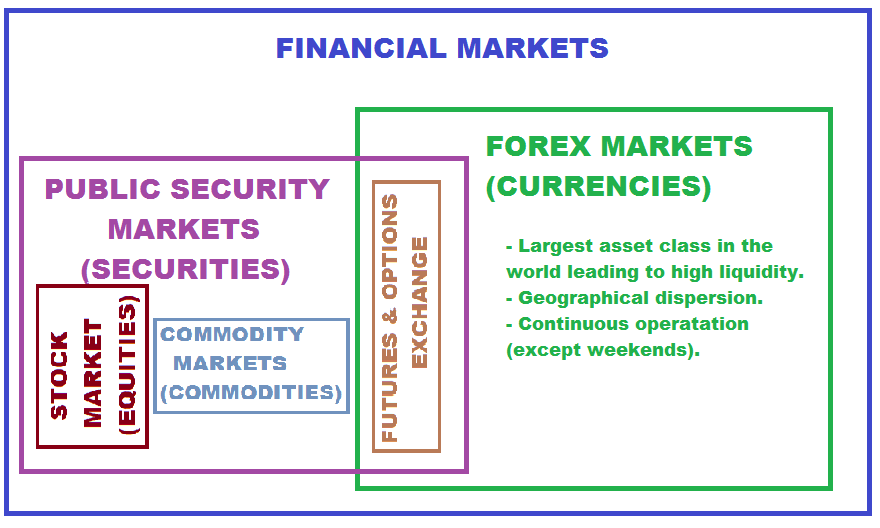 FINANCIAL MARKETS
PUBLIC SECURITY
MARKETS
(SECURITIES)
STOCK
MARKET
(EQUITIES)
COMMODITY
MARKETS
(COMMODITIES)
FUTURES & OPTIONS
EXCHANGE
FOREX MARKETS
(CURRENCIES)
- Largest asset class in the
world leading to high liquidity.
- Geographical dispersion.
- Continuous operatation
(except weekends).